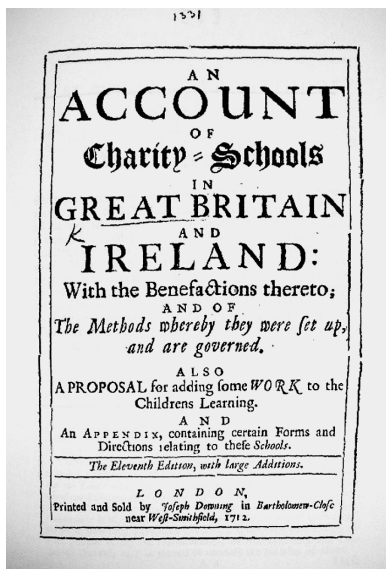 1331
AN
ACCOUNT
OF
Charity=Schools
IN
GREAT BRITAIN
AND
K
IRELAND:
With the Benefactions thereto;
AND OF
The Methods whereby they were ſet up,
and are governed.
ALSO
A PROPOSAL for adding ſome WORK to the
Childrens Learning.
AND
An APPENDIX, containing certain Forms and
Directions relating to theſe Schools.
The Eleventh Edition, with large Additions.
LONDON,
Printed and Sold by Joſeph Downing in Bartholomew-Cloſe
near Weſt-Smithfield, 1712.